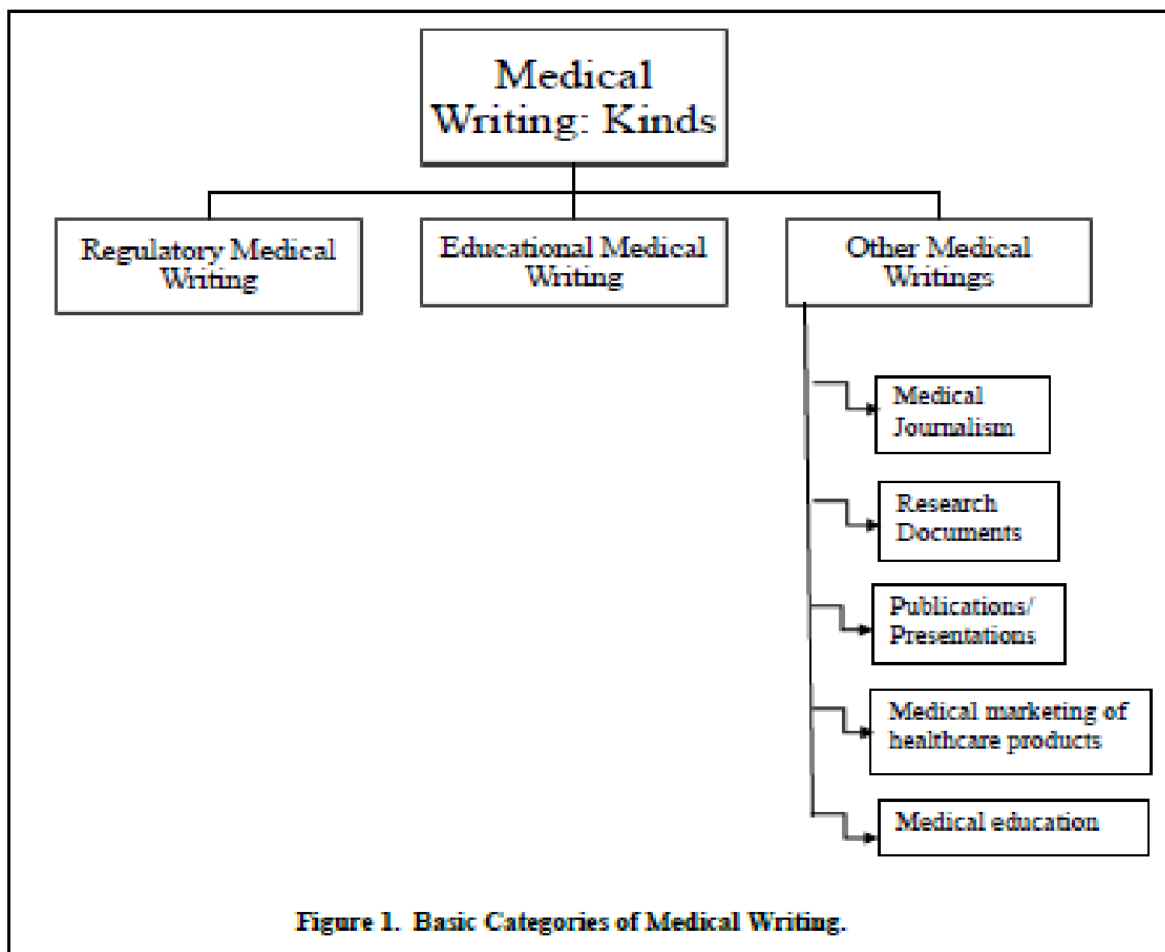 Medical
Writing: Kinds
Regulatory Medical
Writing
Educational Medical
Writing
Other Medical
Writings
Medical
Journalism
Research
Documents
Publications/
Presentations
Medical marketing of
healthcare products
Medical education
Figure 1. Basic Categories of Medical Writing.